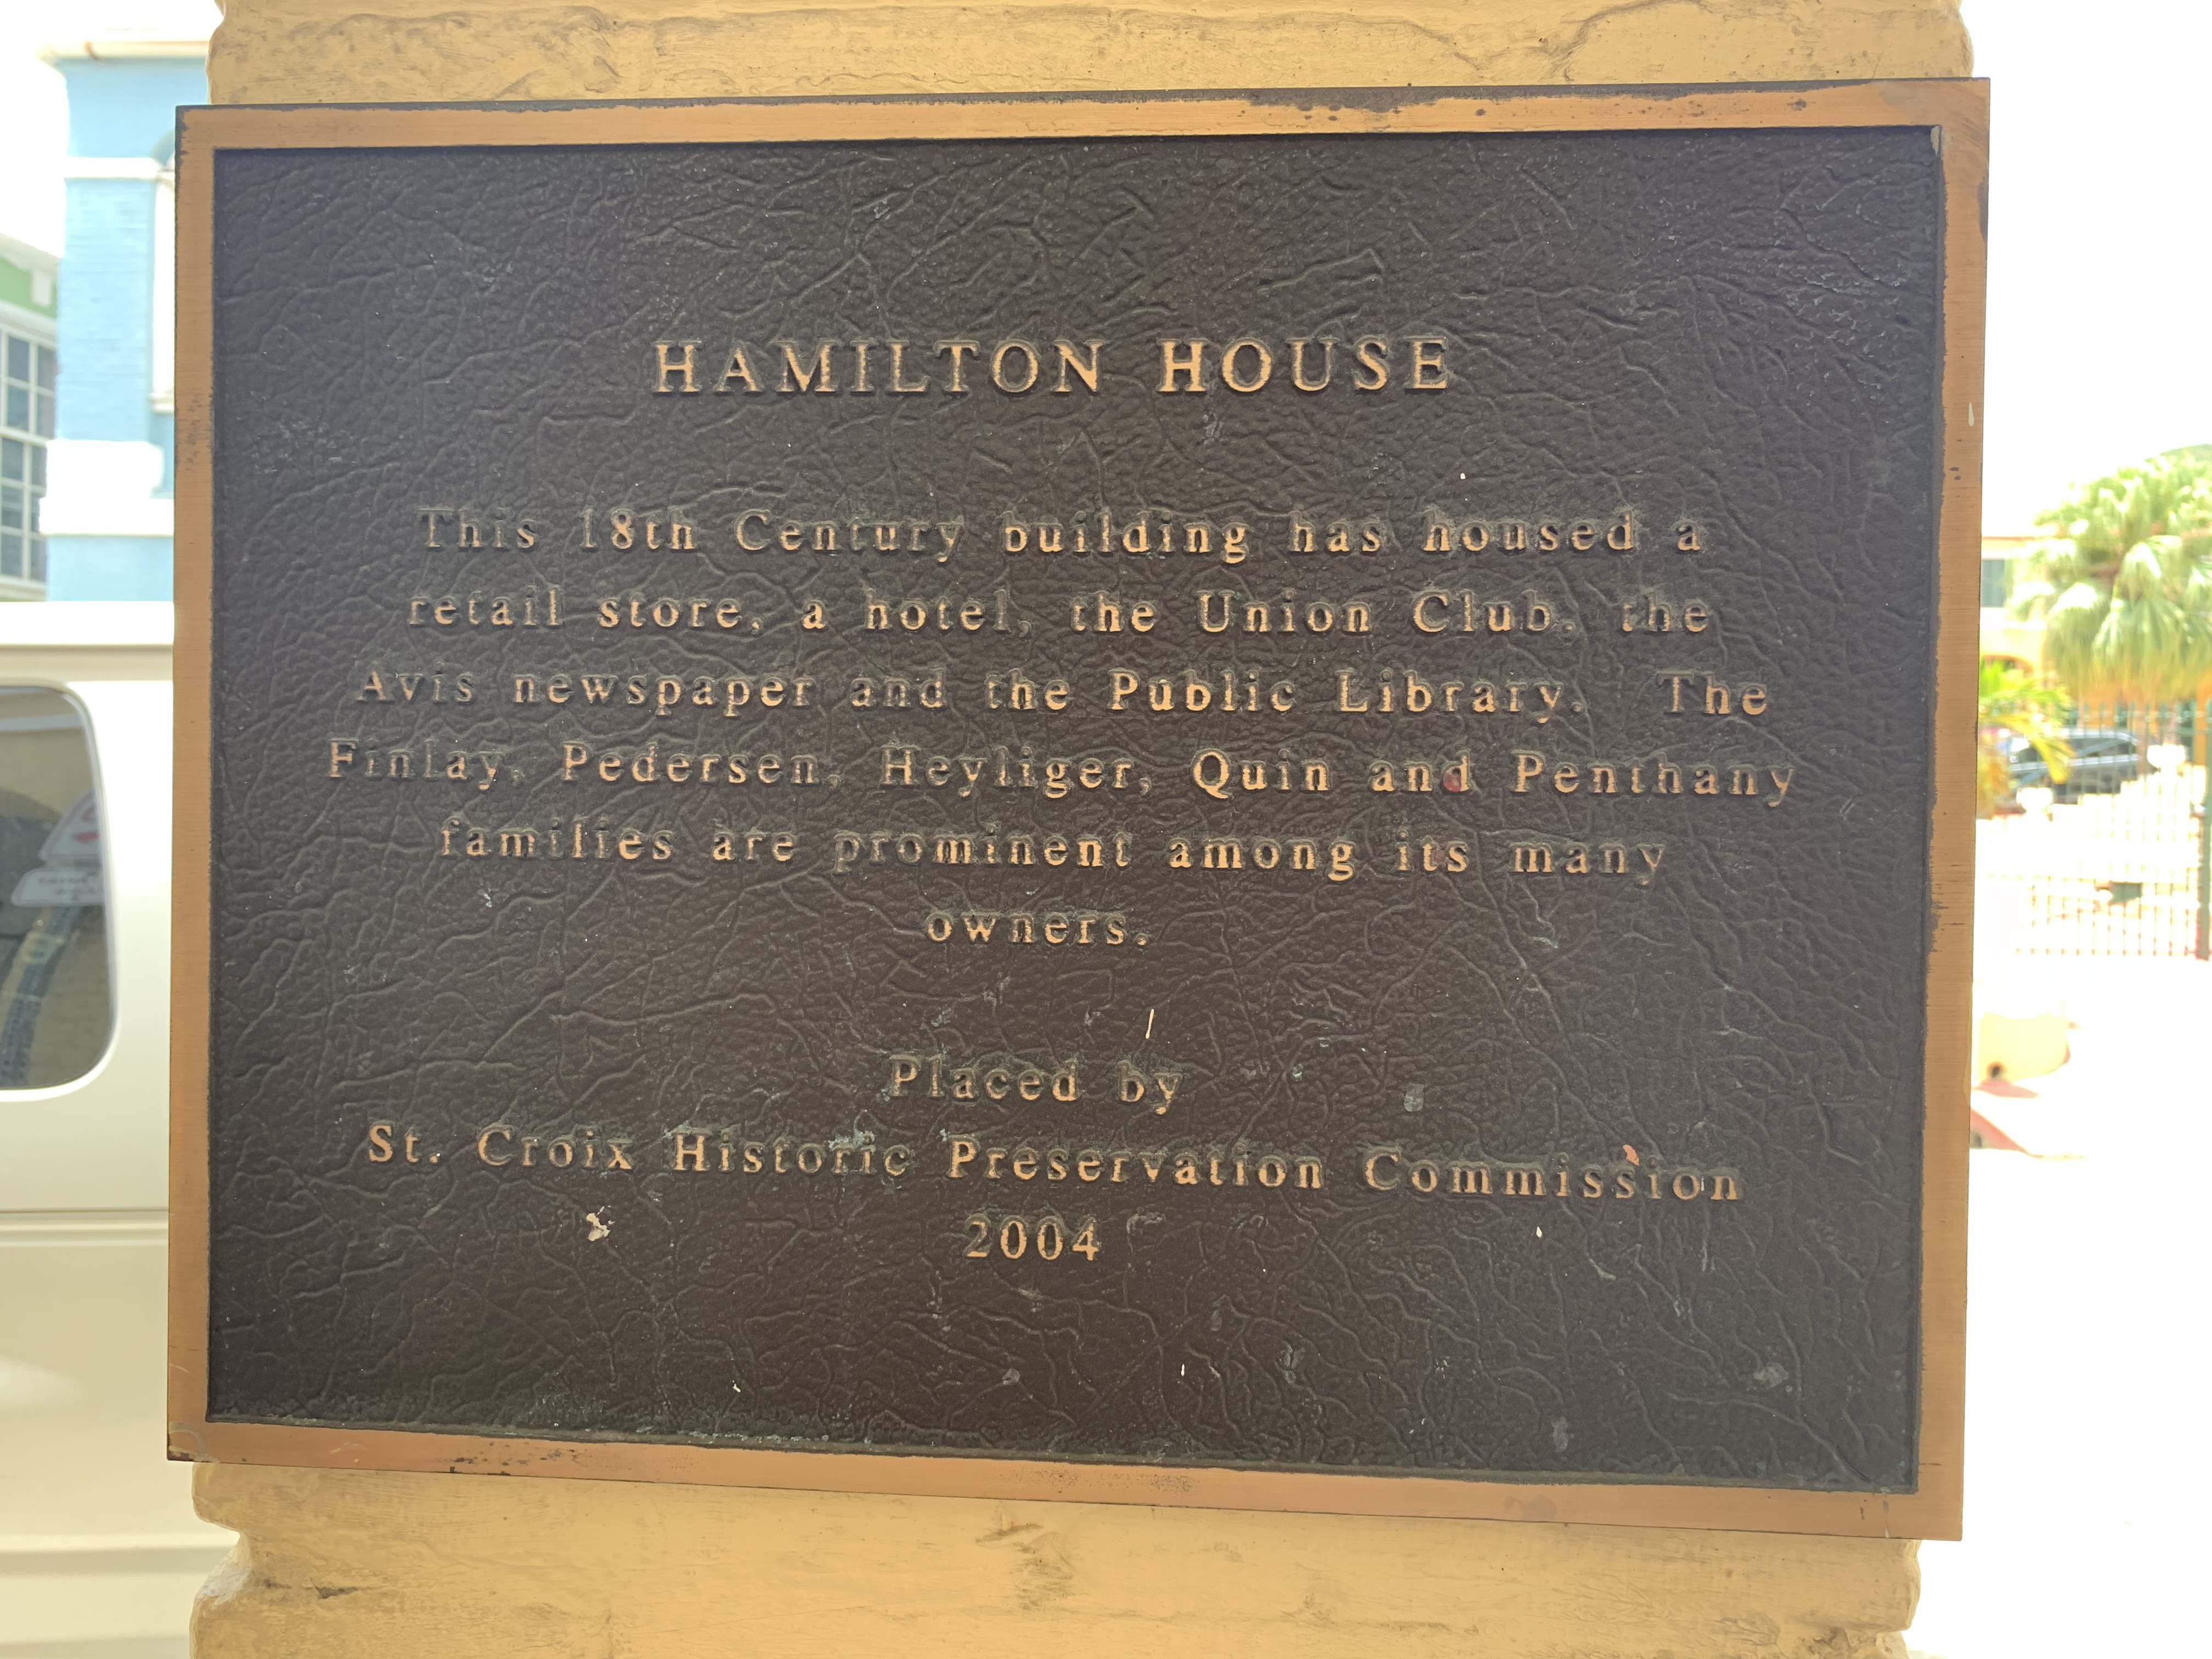 HAMILTON HOUSE
This 18th Century building has housed a
retail store, a hotel, the Union Club, the
Avis newspaper and the Public Library. The
Finlay, Pedersen, Heyliger, Quin and Penthany
families are prominent among its many
owners.
Placed by
St. Croix Historic Preservation Commission
2004